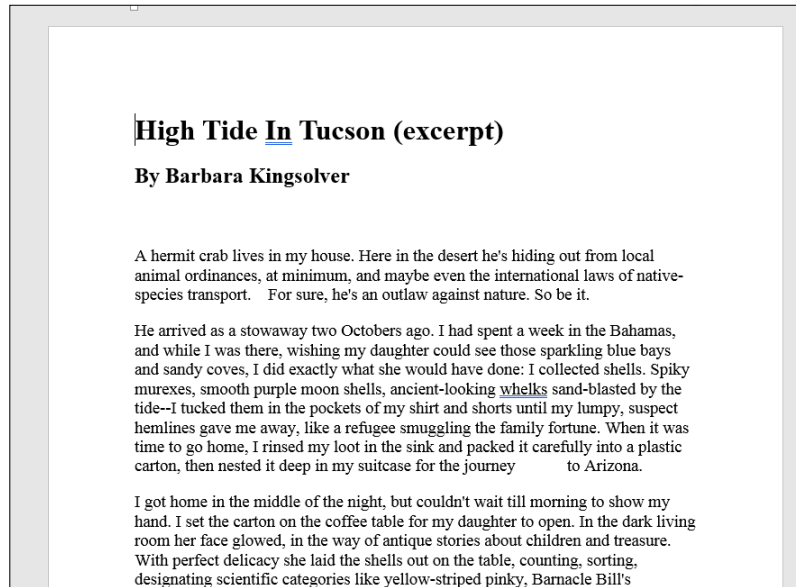 High Tide In Tucson (excerpt)
By Barbara Kingsolver
A hermit crab lives in my house. Here in the desert he's hiding out from local
animal ordinances, at minimum, and maybe even the international laws of native-
species transport. For sure, he's an outlaw against nature. So be it.
He arrived as a stowaway two Octobers ago. I had spent a week in the Bahamas,
and while I was there, wishing my daughter could see those sparkling blue bays
and sandy coves, I did exactly what she would have done: I collected shells. Spiky
murexes, smooth purple moon shells, ancient-looking whelks sand-blasted by the
tide--I tucked them in the pockets of my shirt and shorts until my lumpy, suspect
hemlines gave me away, like a refugee smuggling the family fortune. When it was
time to go home, I rinsed my loot in the sink and packed it carefully into a plastic
carton, then nested it deep in my suitcase for the journey to Arizona.
I got home in the middle of the night, but couldn't wait till morning to show my
hand. I set the carton on the coffee table for my daughter to open. In the dark living
room her face glowed, in the way of antique stories about children and treasure.
With perfect delicacy she laid the shells out on the table, counting, sorting,
designating scientific categories like yellow-striped pinky, Barnacle Bill's